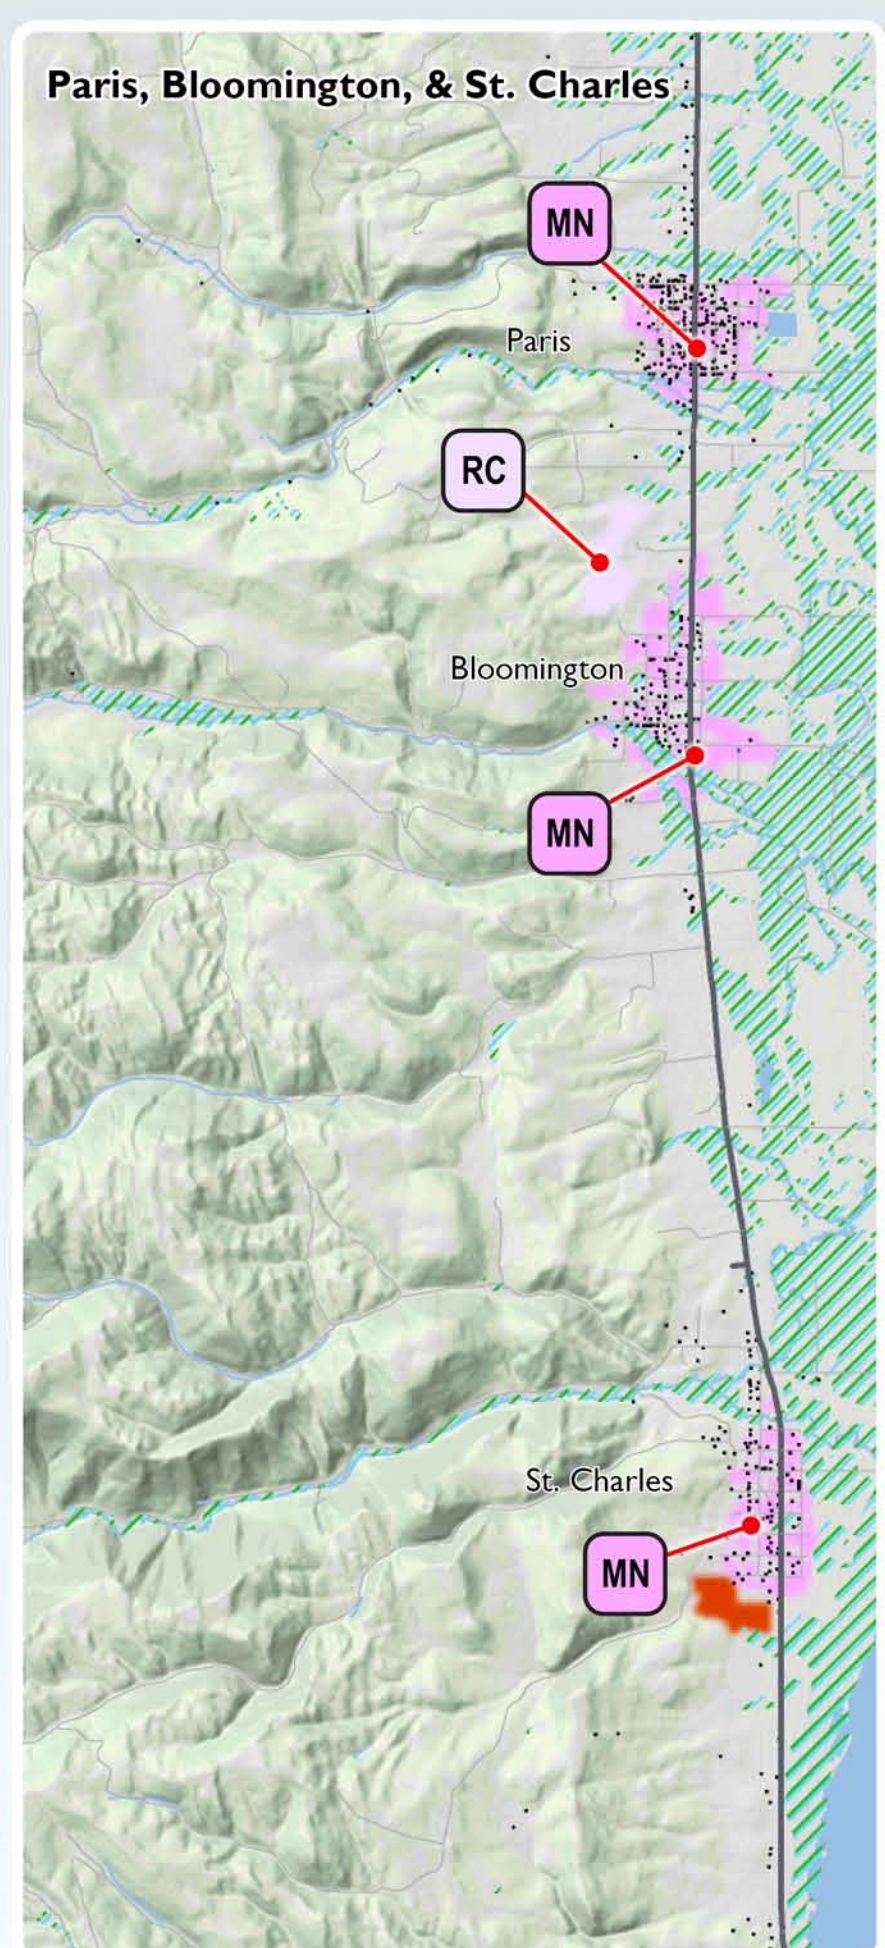 Paris, Bloomington, & St. Charles
MN
Paris
RC
Bloomington
MN
St. Charles
MN